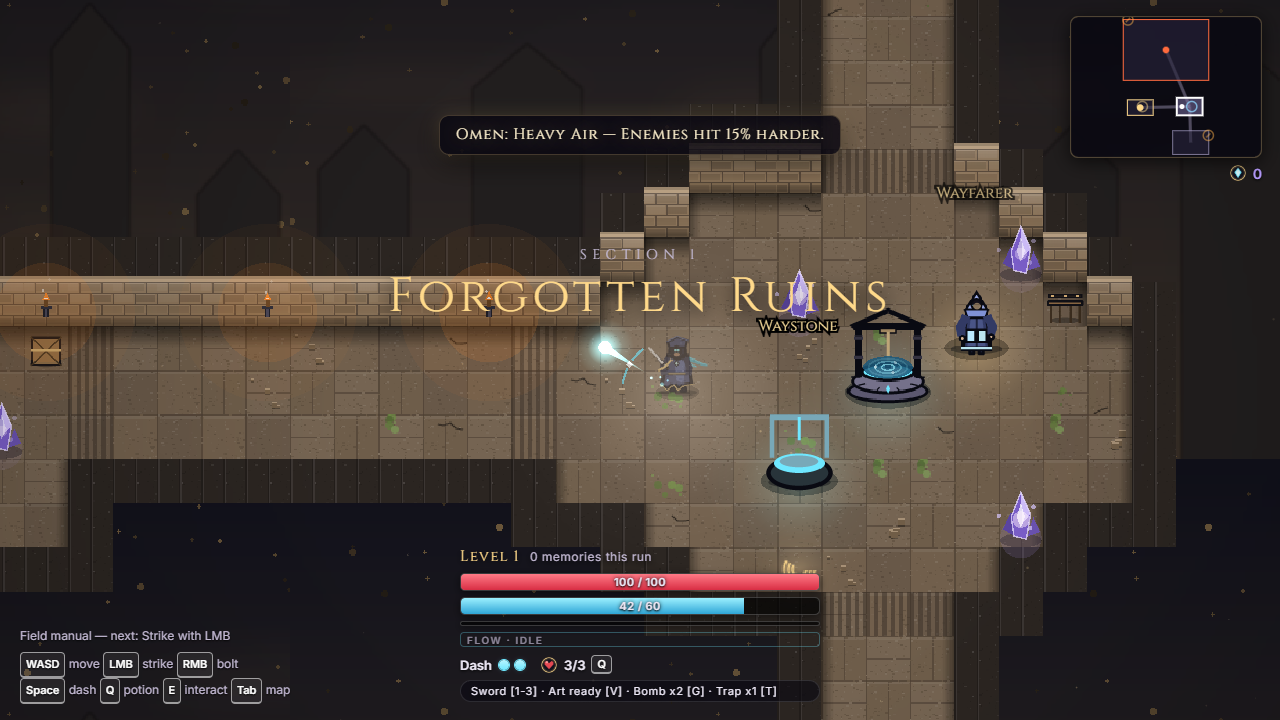 Omen: Heavy Air — Enemies hit 15% harder.
0
Wayfarer
SECTION 1
Forgotten Ruins
Waystone
Level 1 0 memories this run
100 / 100
42 / 60
FLOW · IDLE
Dash 3/3 Q
Sword [1-3] · Art ready [V] · Bomb x2 [G] · Trap x1 [T]
Field manual — next: Strike with LMB
WASD move LMB strike RMB bolt
Space dash Q potion E interact Tab map